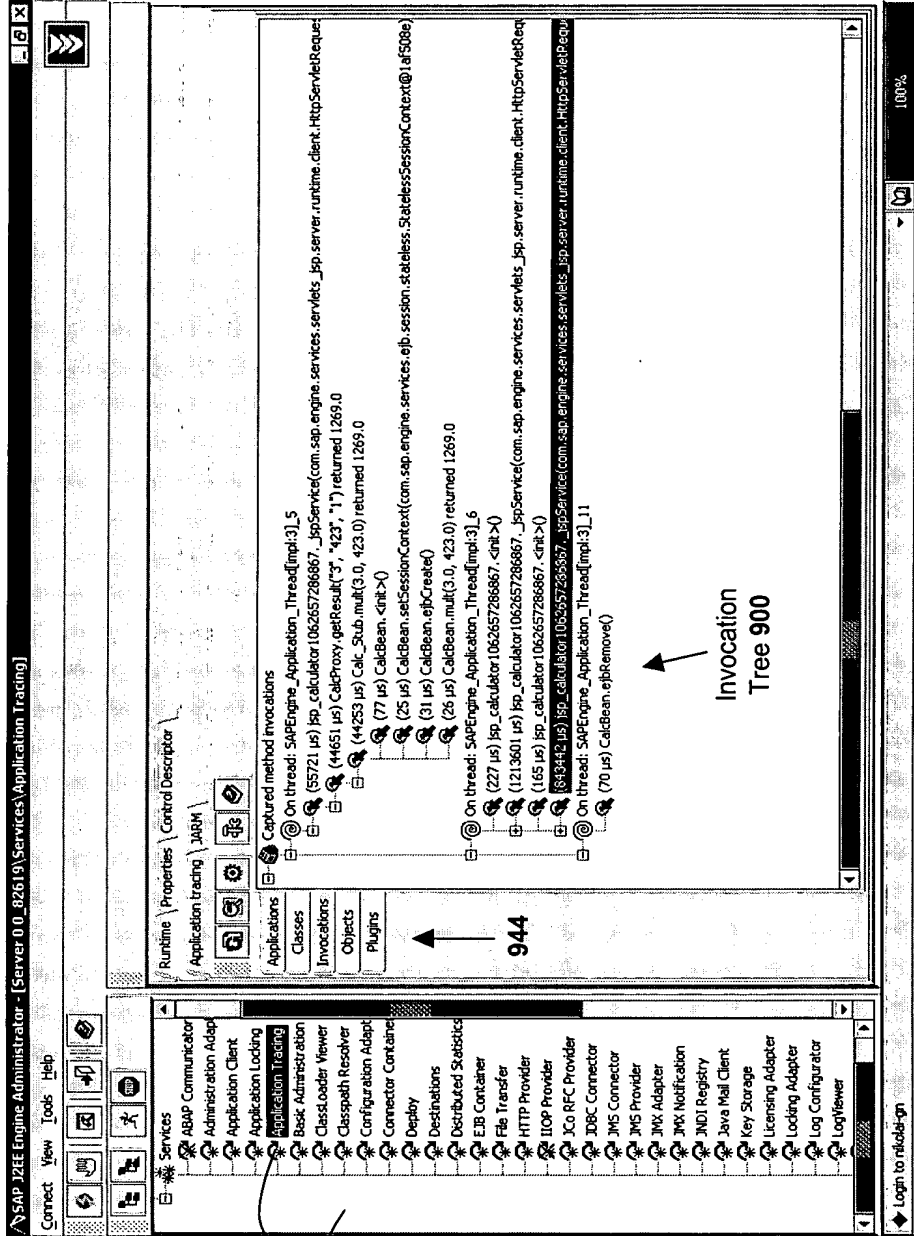 SAP J2EE Engine Administrator - [Server 0 0_82619\Services\Application Tracing]
Connect View Tools Help
Services
ABAP Communicator
Administration Adapt
Application Client
Application Locking
Application Tracing
Basic Administration
ClassLoader Viewer
Classpath Resolver
Configuration Adapt
Connector Container
Deploy
Destinations
Distributed Statistics
EJB Container
File Transfer
HTTP Provider
IIOP Provider
JCo RFC Provider
JDBC Connector
JMS Connector
JMS Provider
JMX Adapter
JMX Notification
JNDI Registry
Java Mail Client
Key Storage
Licensing Adapter
Locking Adapter
Log Configurator
LogViewer
Runtime Properties Control Descriptor
Application tracing JARM
Applications
Classes
Invocations
Objects
Plugins
944
Captured method invocations
On thread: SAPEngine_Application_Thread[impl:3]_5
(55721 µs) jsp_calculator1062657286867._jspService(com.sap.engine.services.servlets_jsp.server.runtime.client.HttpServletReques
(44651 µs) CalcProxy.getResult("3", "423", "1") returned 1269.0
(44253 µs) Calc_Stub.mult(3.0, 423.0) returned 1269.0
(77 µs) CalcBean.<init>()
(25 µs) CalcBean.setSessionContext(com.sap.engine.services.ejb.session.stateless.StatelessSessionContext@1af508e)
(31 µs) CalcBean.ejbCreate()
(26 µs) CalcBean.mult(3.0, 423.0) returned 1269.0
On thread: SAPEngine_Application_Thread[impl:3]_6
(227 µs) jsp_calculator1062657286867.<init>()
(1213601 µs) jsp_calculator1062657286867._jspService(com.sap.engine.services.servlets_jsp.server.runtime.client.HttpServletRequ
(165 µs) jsp_calculator1062657286867.<init>()
(843442 µs) jsp_calculator1062657286867._jspService(com.sap.engine.services.servlets_jsp.server.runtime.client.HttpServletReque
On thread: SAPEngine_Application_Thread[impl:3]_11
(70 µs) CalcBean.ejbRemove()
Invocation
Tree 900
Login to nikolai-gn
100%